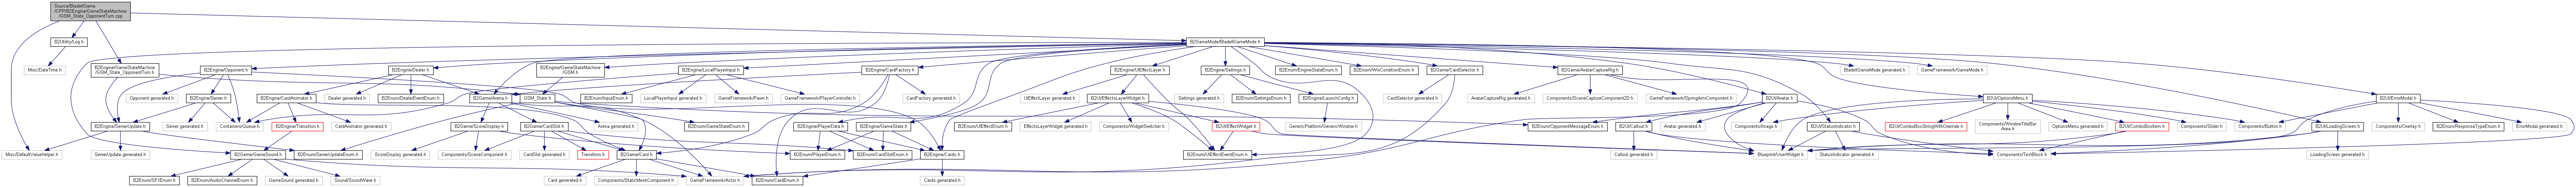 Source/BladeIIGame
/CPP/B2Engine/GameStateMachine
/GSM_State_OpponentTurn.cpp
B2Utility/Log.h
B2GameMode/BladeIIGameMode.h
Misc/DateTime.h
B2Engine/GameStateMachine
/GSM_State_OpponentTurn.h
B2Engine/Opponent.h
B2Engine/Dealer.h
B2Engine/GameStateMachine
/GSM.h
B2Engine/LocalPlayerInput.h
B2Engine/CardFactory.h
B2Engine/UIEffectLayer.h
B2Engine/Settings.h
B2Enum/EngineStateEnum.h
B2Enum/WinConditionEnum.h
B2Game/CardSelector.h
B2Game/AvatarCaptureRig.h
BladeIIGameMode.generated.h
GameFramework/GameMode.h
B2UI/OptionsMenu.h
B2UI/ErrorModal.h
Opponent.generated.h
B2Engine/Server.h
B2Engine/CardAnimator.h
Dealer.generated.h
B2Enum/DealerEventEnum.h
B2Game/Arena.h
GSM_State.h
B2Enum/InputEnum.h
LocalPlayerInput.generated.h
GameFramework/Pawn.h
GameFramework/PlayerController.h
CardFactory.generated.h
UIEffectLayer.generated.h
B2UI/EffectsLayerWidget.h
Settings.generated.h
B2Enum/SettingsEnum.h
B2Engine/LaunchConfig.h
CardSelector.generated.h
AvatarCaptureRig.generated.h
Components/SceneCaptureComponent2D.h
GameFramework/SpringArmComponent.h
B2UI/Avatar.h
B2Engine/ServerUpdate.h
Server.generated.h
Containers/Queue.h
B2Engine/Transition.h
CardAnimator.generated.h
B2Game/ScoreDisplay.h
B2Game/CardSlot.h
Arena.generated.h
B2Enum/GameStateEnum.h
B2Engine/PlayerData.h
B2Engine/GameState.h
B2Enum/UIEffectEnum.h
EffectsLayerWidget.generated.h
Components/WidgetSwitcher.h
B2UI/EffectWidget.h
GenericPlatform/GenericWindow.h
B2Enum/OpponentMessageEnum.h
B2UI/Callout.h
Avatar.generated.h
Components/Image.h
B2UI/StatusIndicator.h
B2UI/ComboBoxStringWithOverride.h
Components/WindowTitleBar
Area.h
OptionsMenu.generated.h
B2UI/ComboBoxItem.h
Components/Slider.h
Components/Button.h
B2UI/LoadingScreen.h
Components/Overlay.h
B2Enum/ResponseTypeEnum.h
ErrorModal.generated.h
Misc/DefaultValueHelper.h
ServerUpdate.generated.h
B2Game/GameSound.h
B2Enum/ServerUpdateEnum.h
ScoreDisplay.generated.h
Components/SceneComponent.h
CardSlot.generated.h
Transform.h
B2Game/Card.h
B2Enum/PlayerEnum.h
B2Enum/CardSlotEnum.h
B2Engine/Cards.h
B2Enum/UIEffectEventEnum.h
Callout.generated.h
Blueprint/UserWidget.h
StatusIndicator.generated.h
Components/TextBlock.h
LoadingScreen.generated.h
B2Enum/SFXEnum.h
B2Enum/AudioChannelEnum.h
GameSound.generated.h
Sound/SoundWave.h
Card.generated.h
Components/StaticMeshComponent.h
GameFramework/Actor.h
B2Enum/CardEnum.h
Cards.generated.h